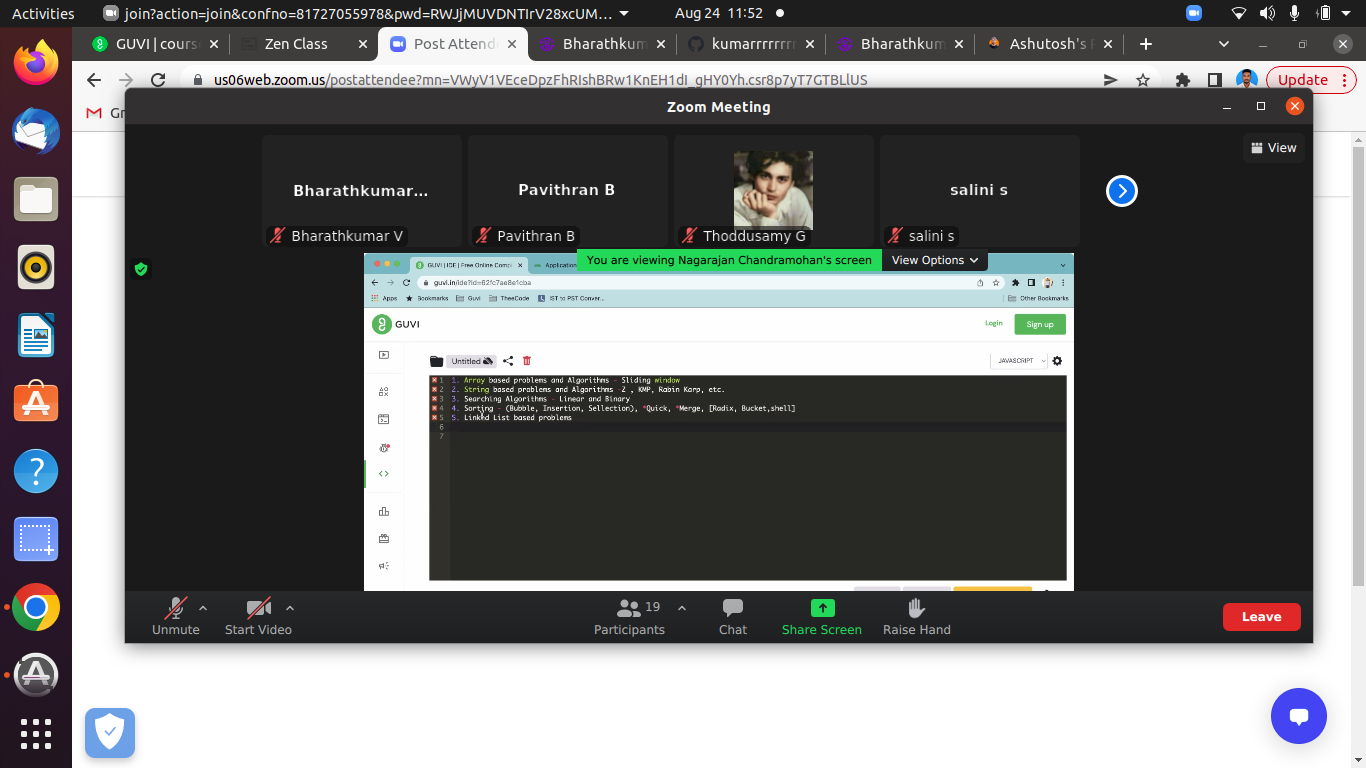 Activities
join?action=join&confno=81727055978&pwd=RWJjMUVDNTIrV28xcUM...
Aug 24 11:52
GUVI | cours
Zen Class
Post Attend
Bharathkum
kumarrrrrrr
Bharathkum
Ashutosh's
us06web.zoom.us/postattendee?mn=VWyV1VEceDpzFhRIshBRw1KnEH1dI_gHY0Yh.csr8p7yT7GTBLlUS
Update
Zoom Meeting
View
Bharathkumar...
Pavithran B
salini s
Bharathkumar V
Pavithran B
Thoddusamy G
salini s
You are viewing Nagarajan Chandramohan's screen
View Options
GUVI | IDE | Free Online Compi
Application
guvi.in/ide?id=62fc7ae8e1cba
Apps
Bookmarks
Guvi
TheeCode
IST to PST Conver...
Other Bookmarks
GUVI
Login
Sign up
Untitled
JAVASCRIPT
1 1. Array based problems and Algorithms - Sliding window
2 2. String based problems and Algorithms -Z , KMP, Rabin Karp, etc.
3 3. Searching Algorithms - Linear and Binary
4 4. Sorting - (Bubble, Insertion, Sellection), *Quick, *Merge, [Radix, Bucket,shell]
5 5. Linked List based problems
6
7
Unmute
Start Video
19
Participants
Chat
Share Screen
Raise Hand
Leave